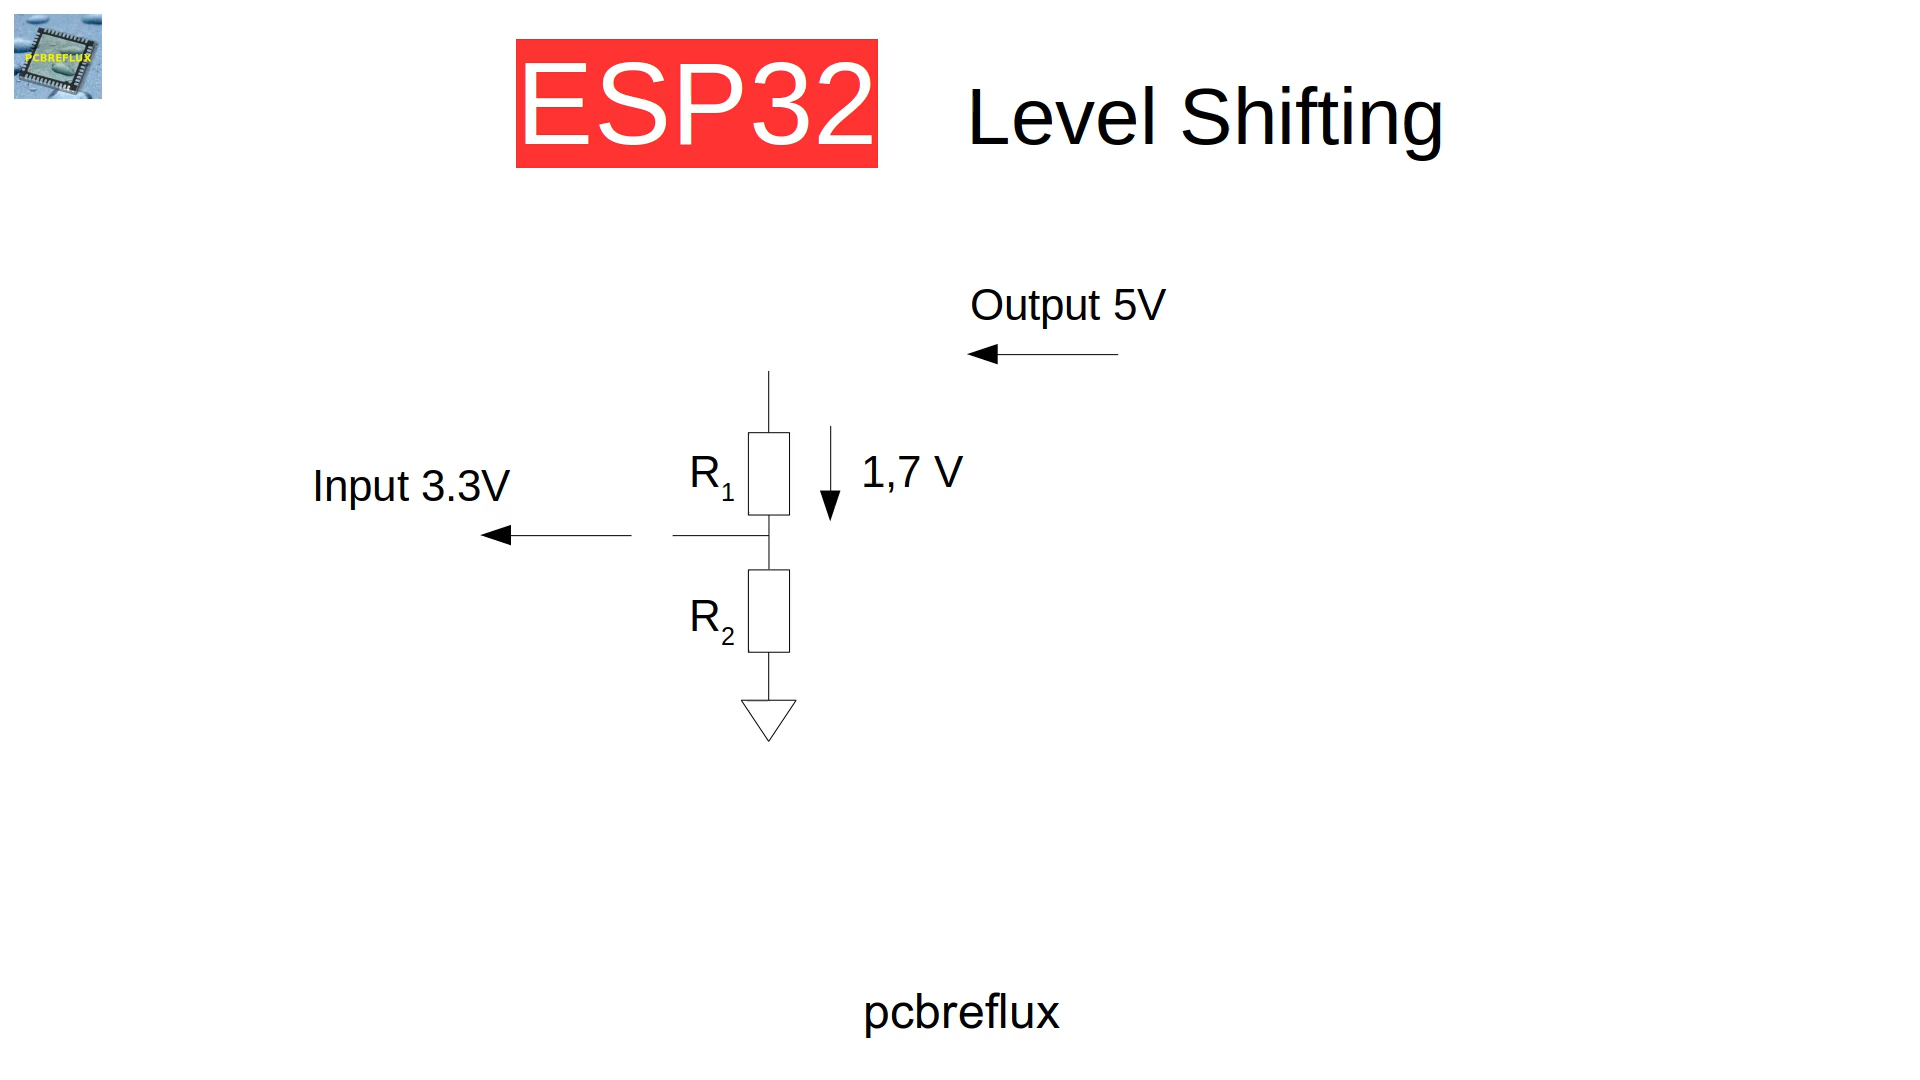 PCBREFLUX
ESP32 Level Shifting
Output 5V
Input 3.3V
R1
1,7 V
R2
pcbreflux